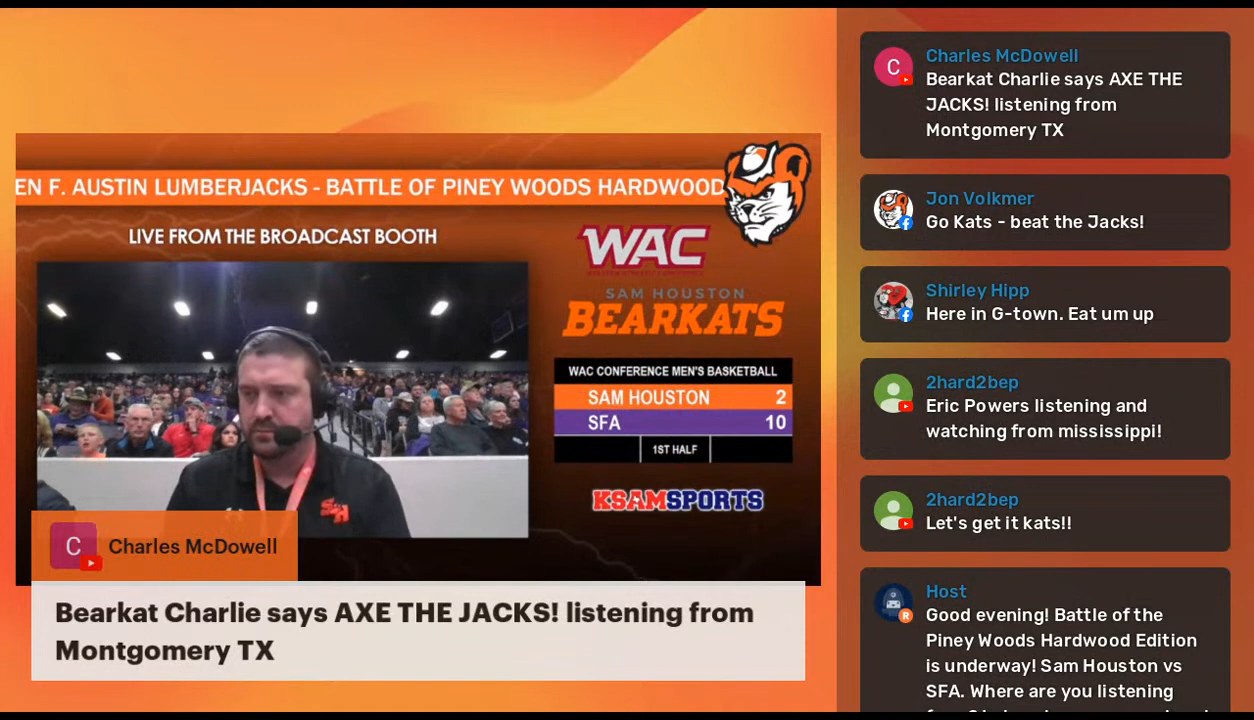 EN F. AUSTIN LUMBERJACKS - BATTLE OF PINEY WOODS HARDWOOD
LIVE FROM THE BROADCAST BOOTH
WAC
SAM HOUSTON
BEARKATS
WAC CONFERENCE MEN'S BASKETBALL
SAM HOUSTON 2
SFA 10
1ST HALF
KSAMSPORTS
SH
C
Charles McDowell
Bearkat Charlie says AXE THE JACKS! listening from
Montgomery TX
C
Charles McDowell
Bearkat Charlie says AXE THE
JACKS! listening from
Montgomery TX
Jon Volkmer
Go Kats - beat the Jacks!
Shirley Hipp
Here in G-town. Eat um up
2hard2bep
Eric Powers listening and
watching from mississippi!
2hard2bep
Let's get it kats!!
Host
R
Good evening! Battle of the
Piney Woods Hardwood Edition
is underway! Sam Houston vs
SFA. Where are you listening